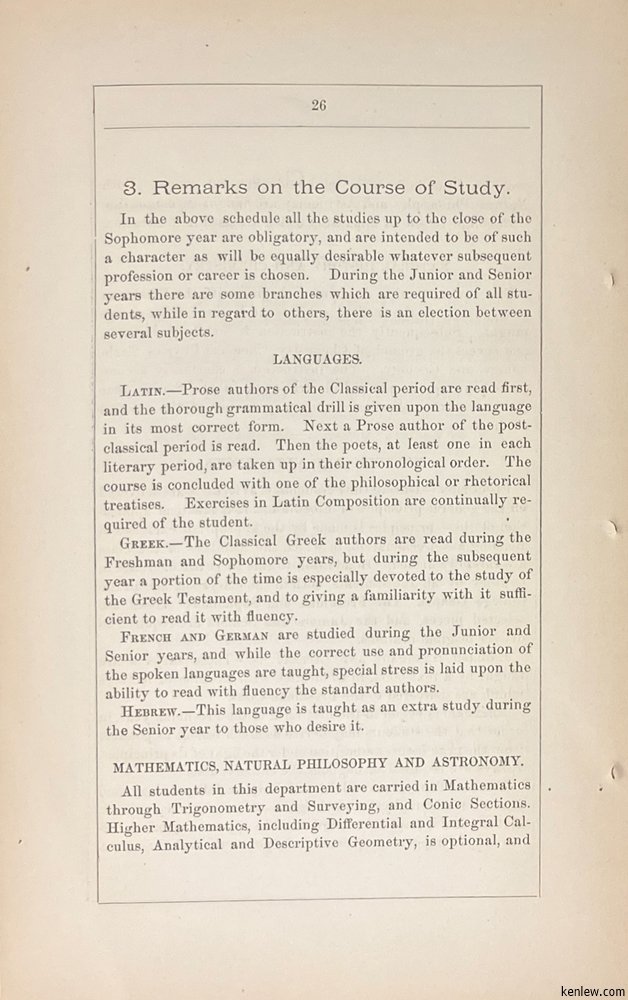 26
3. Remarks on the Course of Study.
In the above schedule all the studies up to the close of the
Sophomore year are obligatory, and are intended to be of such
a character as will be equally desirable whatever subsequent
profession or career is chosen. During the Junior and Senior
years there are some branches which are required of all stu-
dents, while in regard to others, there is an election between
several subjects.
LANGUAGES.
LATIN.—Prose authors of the Classical period are read first,
and the thorough grammatical drill is given upon the language
in its most correct form. Next a Prose author of the post-
classical period is read. Then the poets, at least one in each
literary period, are taken up in their chronological order. The
course is concluded with one of the philosophical or rhetorical
treatises. Exercises in Latin Composition are continually re-
quired of the student.
GREEK.—The Classical Greek authors are read during the
Freshman and Sophomore years, but during the subsequent
year a portion of the time is especially devoted to the study of
the Greek Testament, and to giving a familiarity with it suffi-
cient to read it with fluency.
FRENCH AND GERMAN are studied during the Junior and
Senior years, and while the correct use and pronunciation of
the spoken languages are taught, special stress is laid upon the
ability to read with fluency the standard authors.
HEBREW.—This language is taught as an extra study during
the Senior year to those who desire it.
MATHEMATICS, NATURAL PHILOSOPHY AND ASTRONOMY.
All students in this department are carried in Mathematics
through Trigonometry and Surveying, and Conic Sections.
Higher Mathematics, including Differential and Integral Cal-
culus, Analytical and Descriptive Geometry, is optional, and
kenlew.com